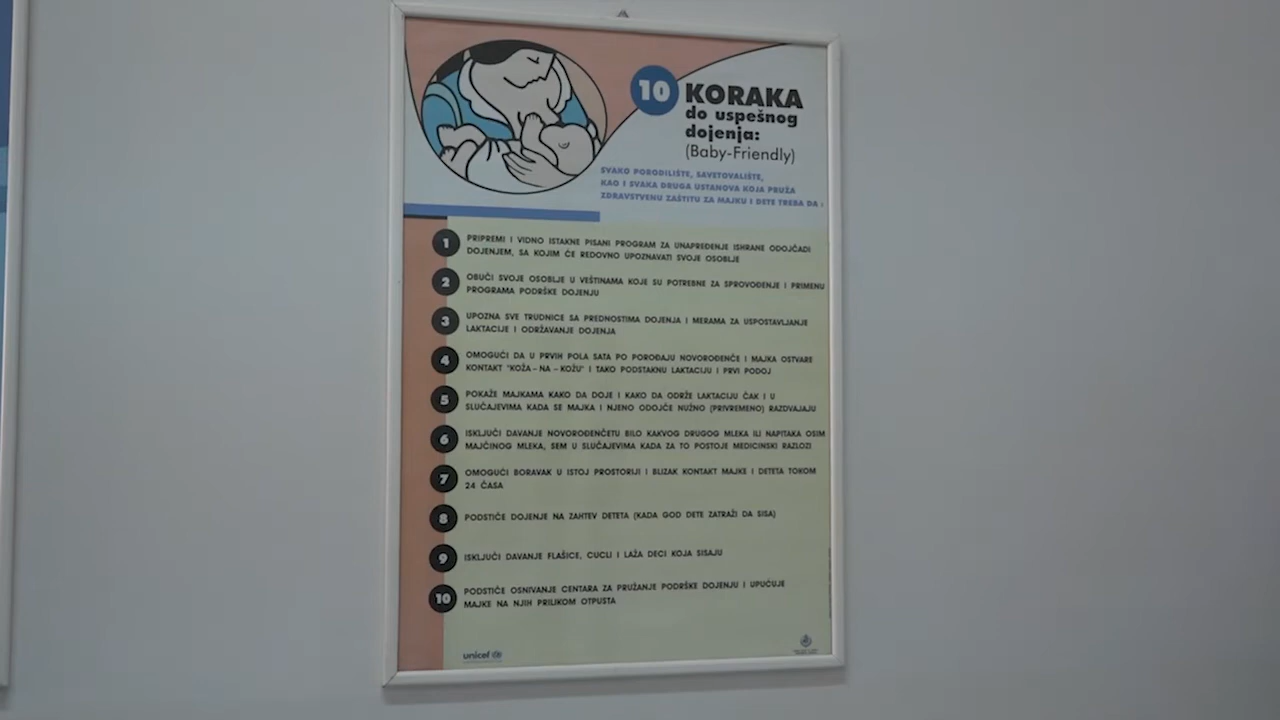 10 KORAKA
do uspešnog
dojenja:
(Baby-Friendly)
SVAKO PORODILIŠTE, SAVETOVALIŠTE,
KAO I SVAKA DRUGA USTANOVA KOJA PRUŽA
ZDRAVSTVENU ZAŠTITU ZA MAJKU I DETE TREBA DA :
1 PRIPREMI I VIDNO ISTAKNE PISANI PROGRAM ZA UNAPREĐENJE ISHRANE ODOJČADI
DOJENJEM, SA KOJIM ĆE REDOVNO UPOZNAVATI SVOJE OSOBLJE
2 OBUČI SVOJE OSOBLJE U VEŠTINAMA KOJE SU POTREBNE ZA SPROVOĐENJE I PRIMENU
PROGRAMA PODRŠKE DOJENJU
3 UPOZNA SVE TRUDNICE SA PREDNOSTIMA DOJENJA I MERAMA ZA USPOSTAVLJANJE
LAKTACIJE I ODRŽAVANJE DOJENJA
4 OMOGUĆI DA U PRVIH POLA SATA PO POROĐAJU NOVOROĐENČE I MAJKA OSTVARE
KONTAKT "KOŽA – NA – KOŽU" I TAKO PODSTAKNU LAKTACIJU I PRVI PODOJ
5 POKAŽE MAJKAMA KAKO DA DOJE I KAKO DA ODRŽE LAKTACIJU ČAK I U
SLUČAJEVIMA KADA SE MAJKA I NJENO ODOJČE NUŽNO (PRIVREMENO) RAZDVAJAJU
6 ISKLJUČI DAVANJE NOVOROĐENČETU BILO KAKVOG DRUGOG MLEKA ILI NAPITAKA OSIM
MAJČINOG MLEKA, SEM U SLUČAJEVIMA KADA ZA TO POSTOJE MEDICINSKI RAZLOZI
7 OMOGUĆI BORAVAK U ISTOJ PROSTORIJI I BLIZAK KONTAKT MAJKE I DETETA TOKOM
24 ČASA
8 PODSTIČE DOJENJE NA ZAHTEV DETETA (KADA GOD DETE ZATRAŽI DA SISA)
9 ISKLJUČI DAVANJE FLAŠICE, CUCLI I LAŽA DECI KOJA SISAJU
10 PODSTIČE OSNIVANJE CENTARA ZA PRUŽANJE PODRŠKE DOJENJU I UPUĆUJE
MAJKE NA NJIH PRILIKOM OTPUSTA
unicef